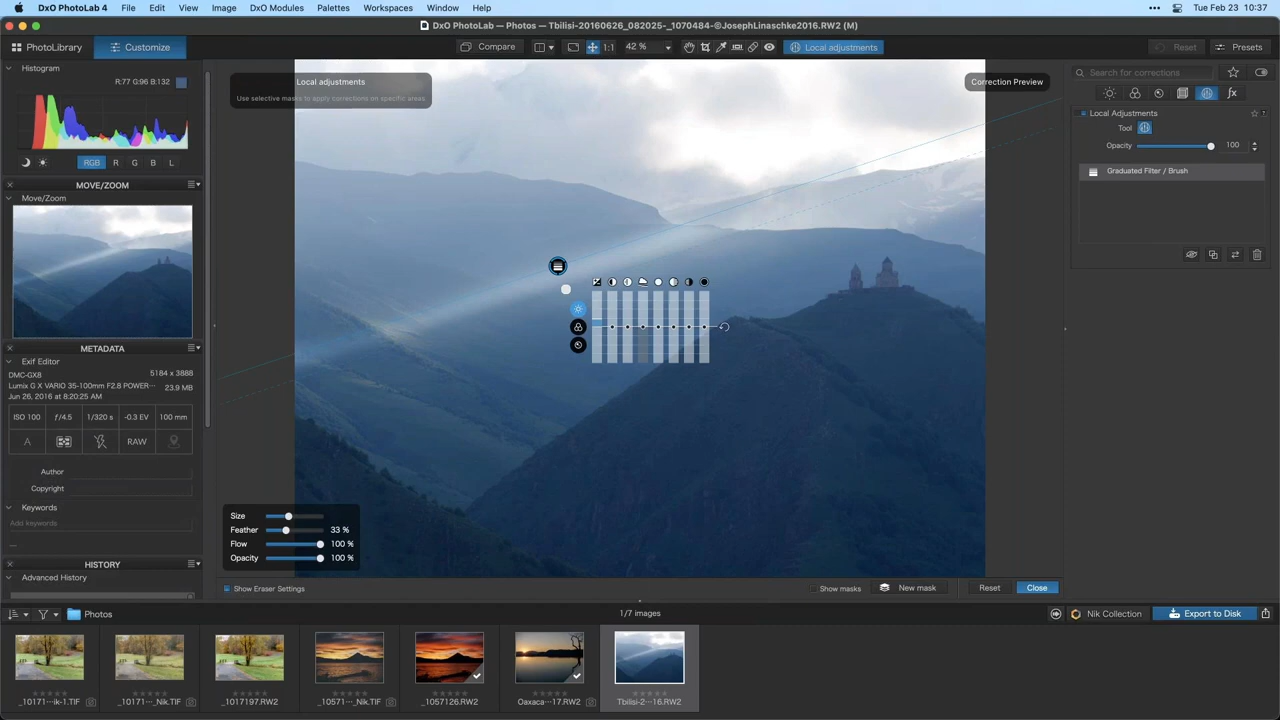 DxO PhotoLab 4 File Edit View Image DxO Modules Palettes Workspaces Window Help Tue Feb 23 10:37
DxO PhotoLab – Photos – Tbilisi-20160626_082025-_1070484-©JosephLinaschke2016.RW2 (M)
PhotoLibrary Customize Compare 1:1 42 % Local adjustments Reset Presets
Histogram
R:77 G:96 B:132
RGB R G B L
MOVE/ZOOM
Move/Zoom
METADATA
Exif Editor
DMC-GX8 5184 x 3888
Lumix G X VARIO 35-100mm F2.8 POWER··· 23.9 MB
Jun 26, 2016 at 8:20:25 AM
ISO 100 ƒ/4.5 1/320 s -0.3 EV 100 mm
A RAW
Author
Copyright
Keywords
Add keywords
HISTORY
Advanced History
Local adjustments
Use selective masks to apply corrections on specific areas
Correction Preview
Size
Feather 33 %
Flow 100 %
Opacity 100 %
Show Eraser Settings Show masks New mask Reset Close
Search for corrections
fx
Local Adjustments
Tool
Opacity 100
Graduated Filter / Brush
Photos 1/7 images Nik Collection Export to Disk
_10171···ik-1.TIF _10171···_Nik.TIF _1017197.RW2 _10571···_Nik.TIF _1057126.RW2 Oaxaca···17.RW2 Tbilisi-2···16.RW2